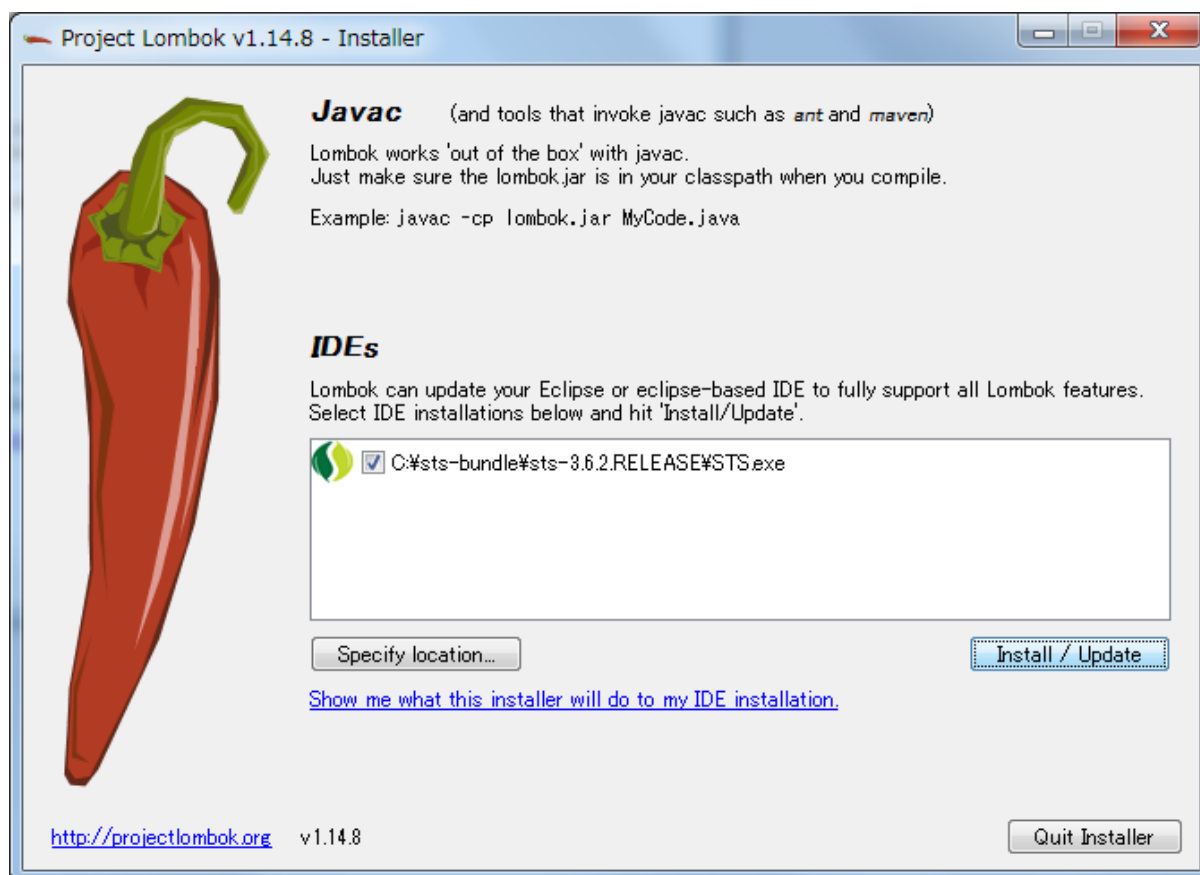 Project Lombok v1.14.8 - Installer
Javac (and tools that invoke javac such as ant and maven)
Lombok works 'out of the box' with javac.
Just make sure the lombok.jar is in your classpath when you compile.
Example: javac -cp lombok.jar MyCode.java
IDEs
Lombok can update your Eclipse or eclipse-based IDE to fully support all Lombok features.
Select IDE installations below and hit 'Install/Update'.
C:¥sts-bundle¥sts-3.6.2.RELEASE¥STS.exe
Specify location... Install / Update
Show me what this installer will do to my IDE installation.
http://projectlombok.org v1.14.8 Quit Installer